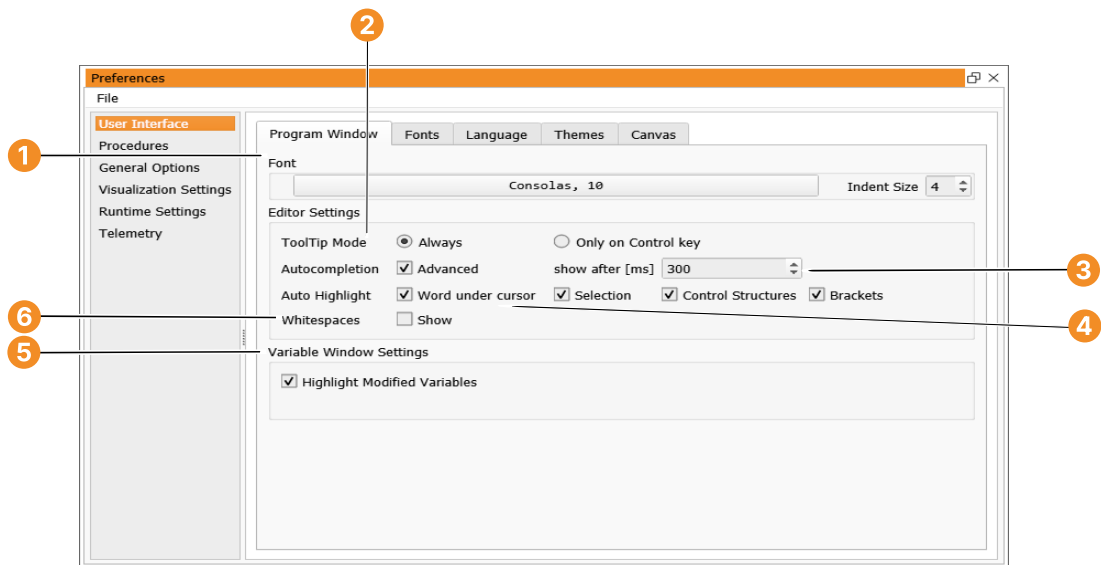 2
Preferences
File
User Interface
Procedures
General Options
Visualization Settings
Runtime Settings
Telemetry
Program Window Fonts Language Themes Canvas
1
Font
Consolas, 10 Indent Size 4
Editor Settings
ToolTip Mode Always Only on Control key
Autocompletion Advanced show after [ms] 300
3
Auto Highlight Word under cursor Selection Control Structures Brackets
6
Whitespaces Show
4
5
Variable Window Settings
Highlight Modified Variables